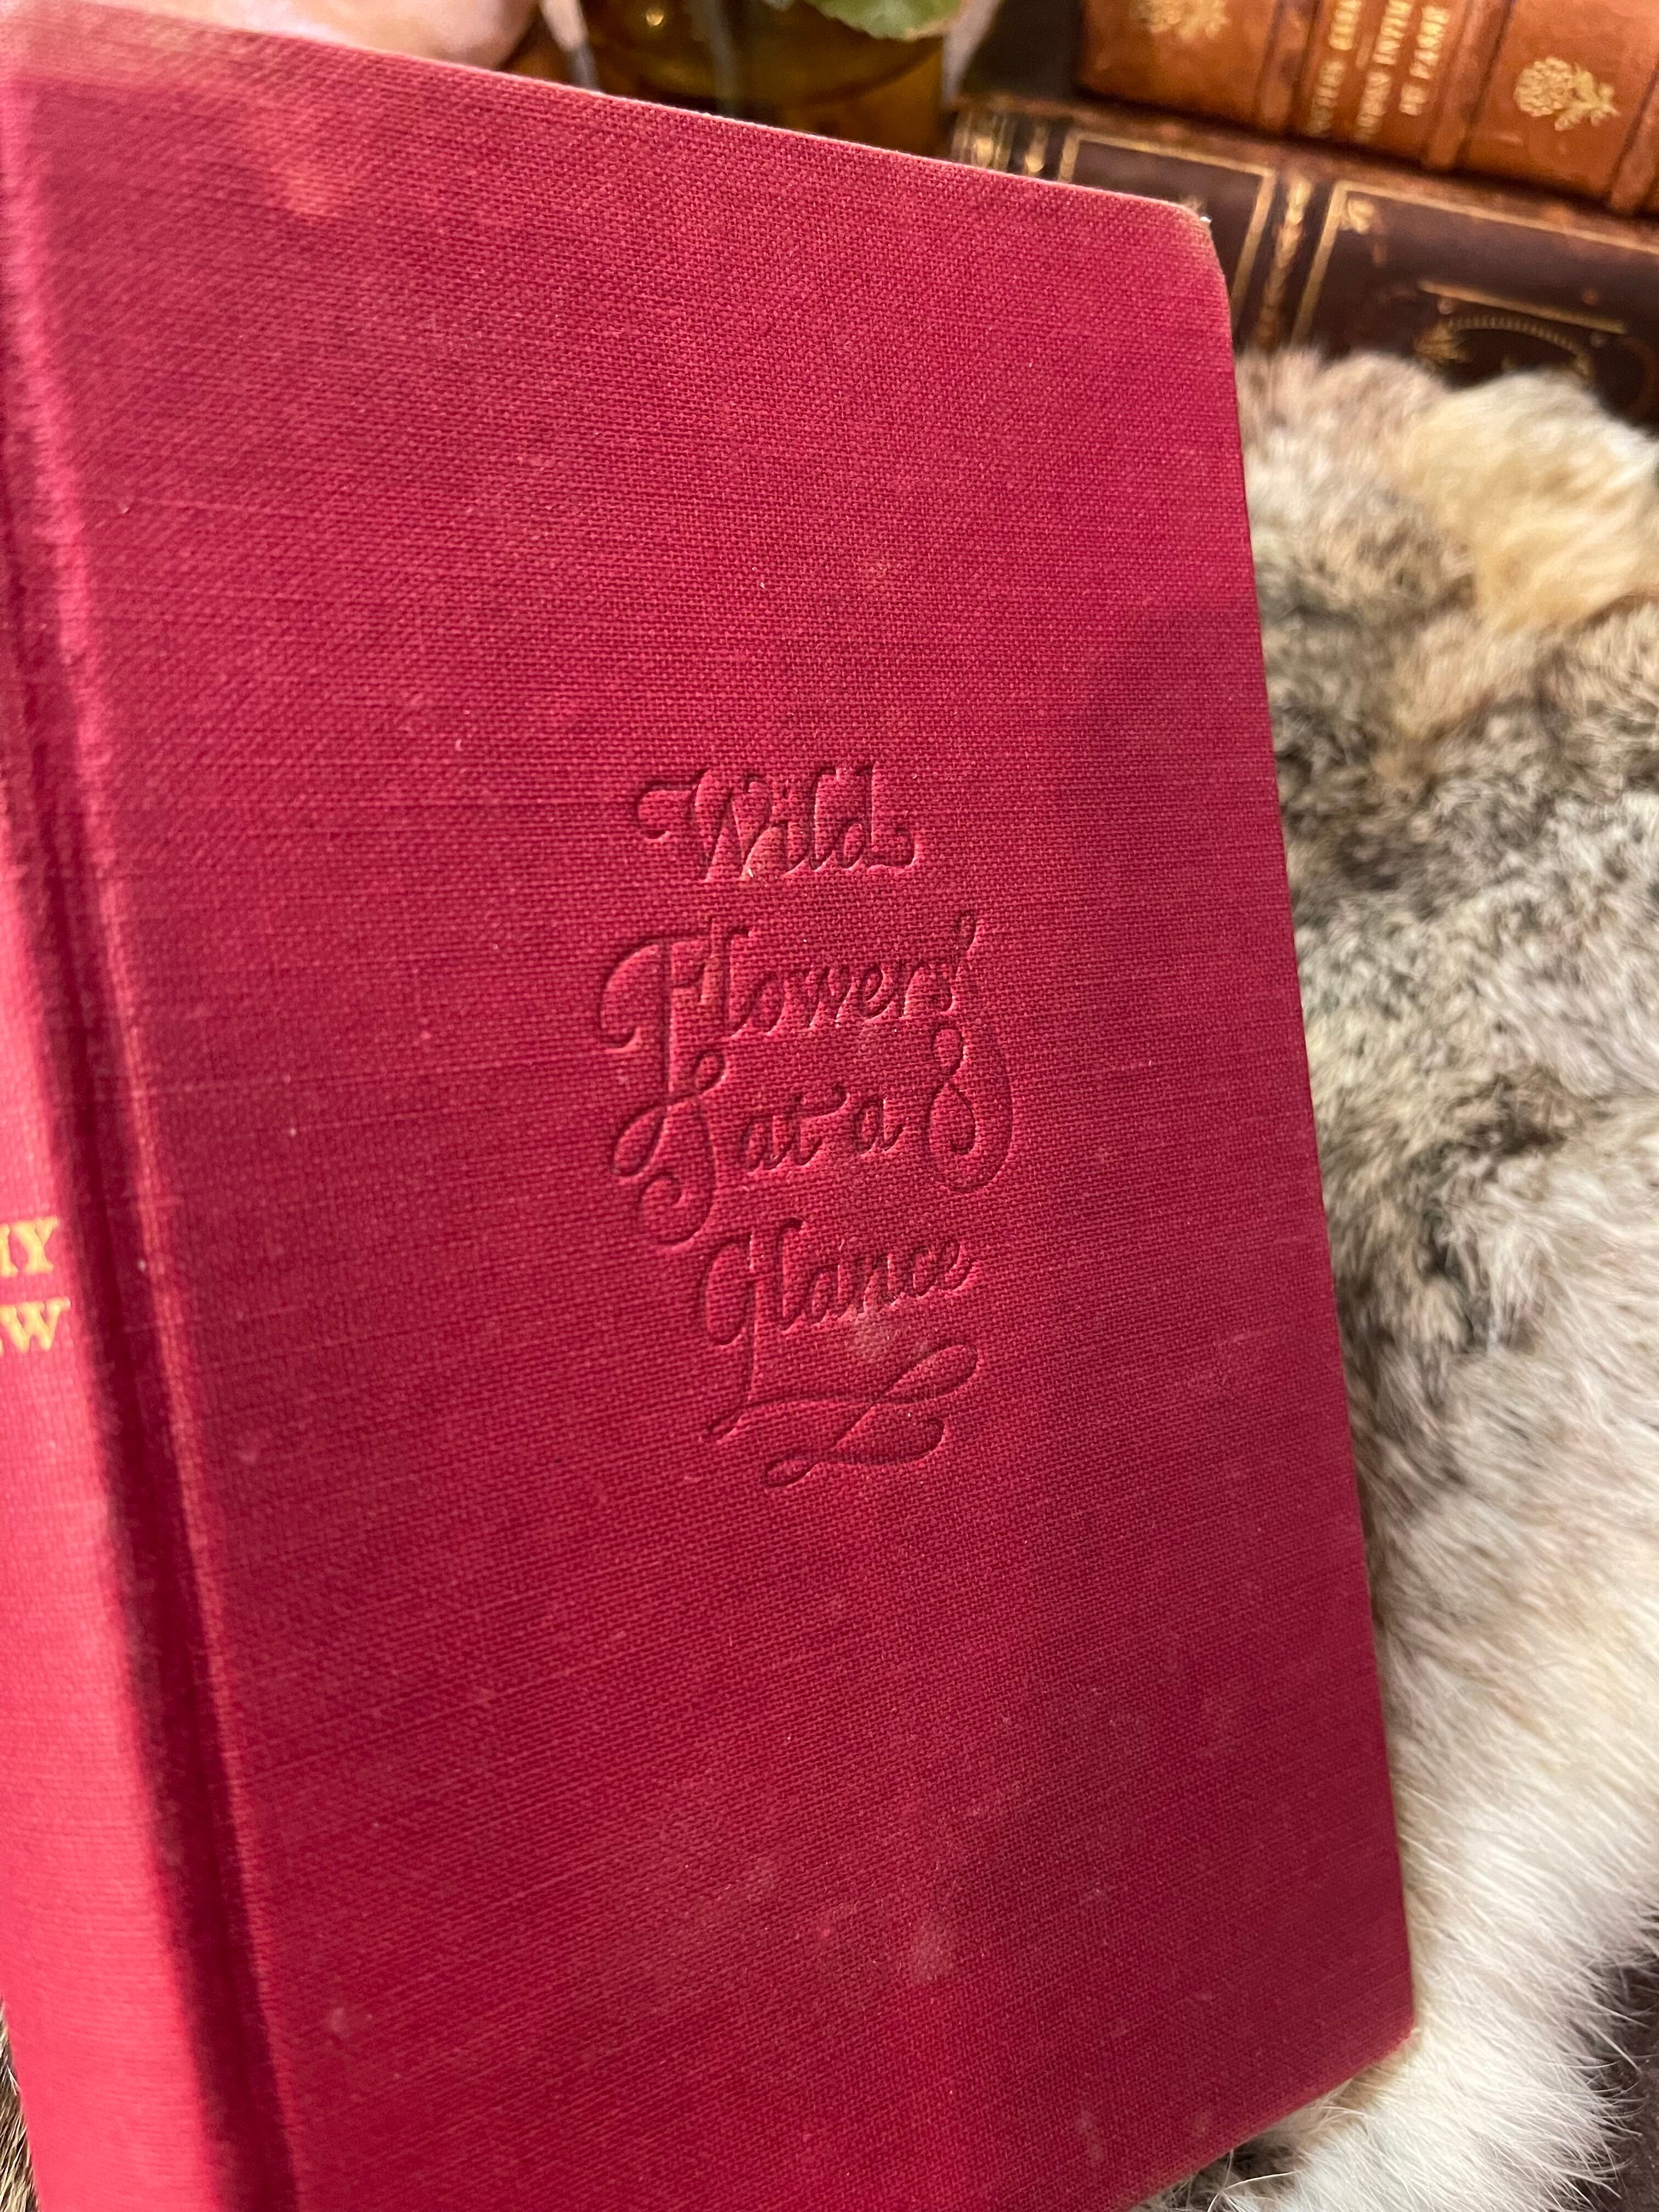 Wild
Flowers
at a
Glance